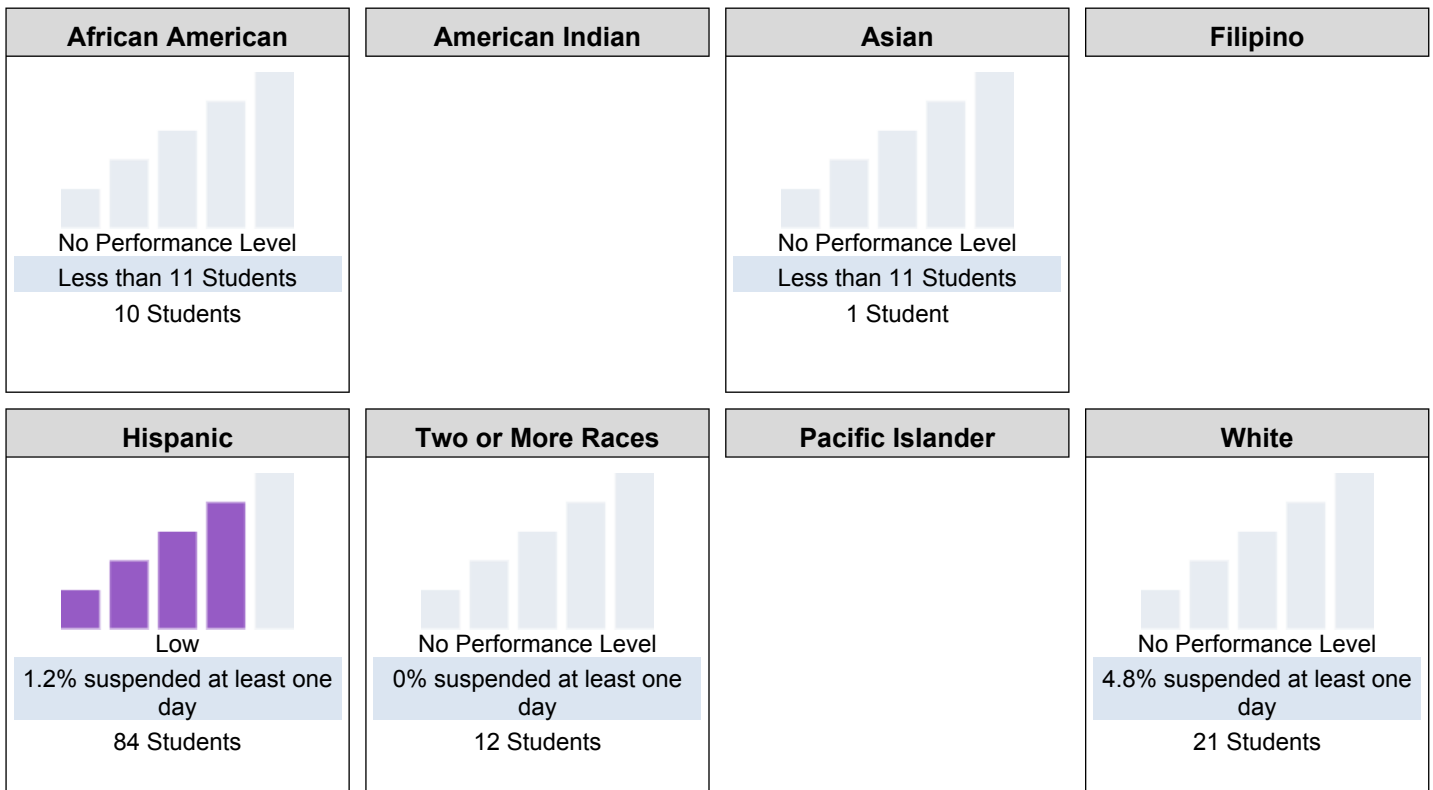 African American
American Indian
Asian
Filipino
No Performance Level
Less than 11 Students
10 Students
No Performance Level
Less than 11 Students
1 Student
Hispanic
Two or More Races
Pacific Islander
White
Low
1.2% suspended at least one
day
84 Students
No Performance Level
0% suspended at least one
day
12 Students
No Performance Level
4.8% suspended at least one
day
21 Students